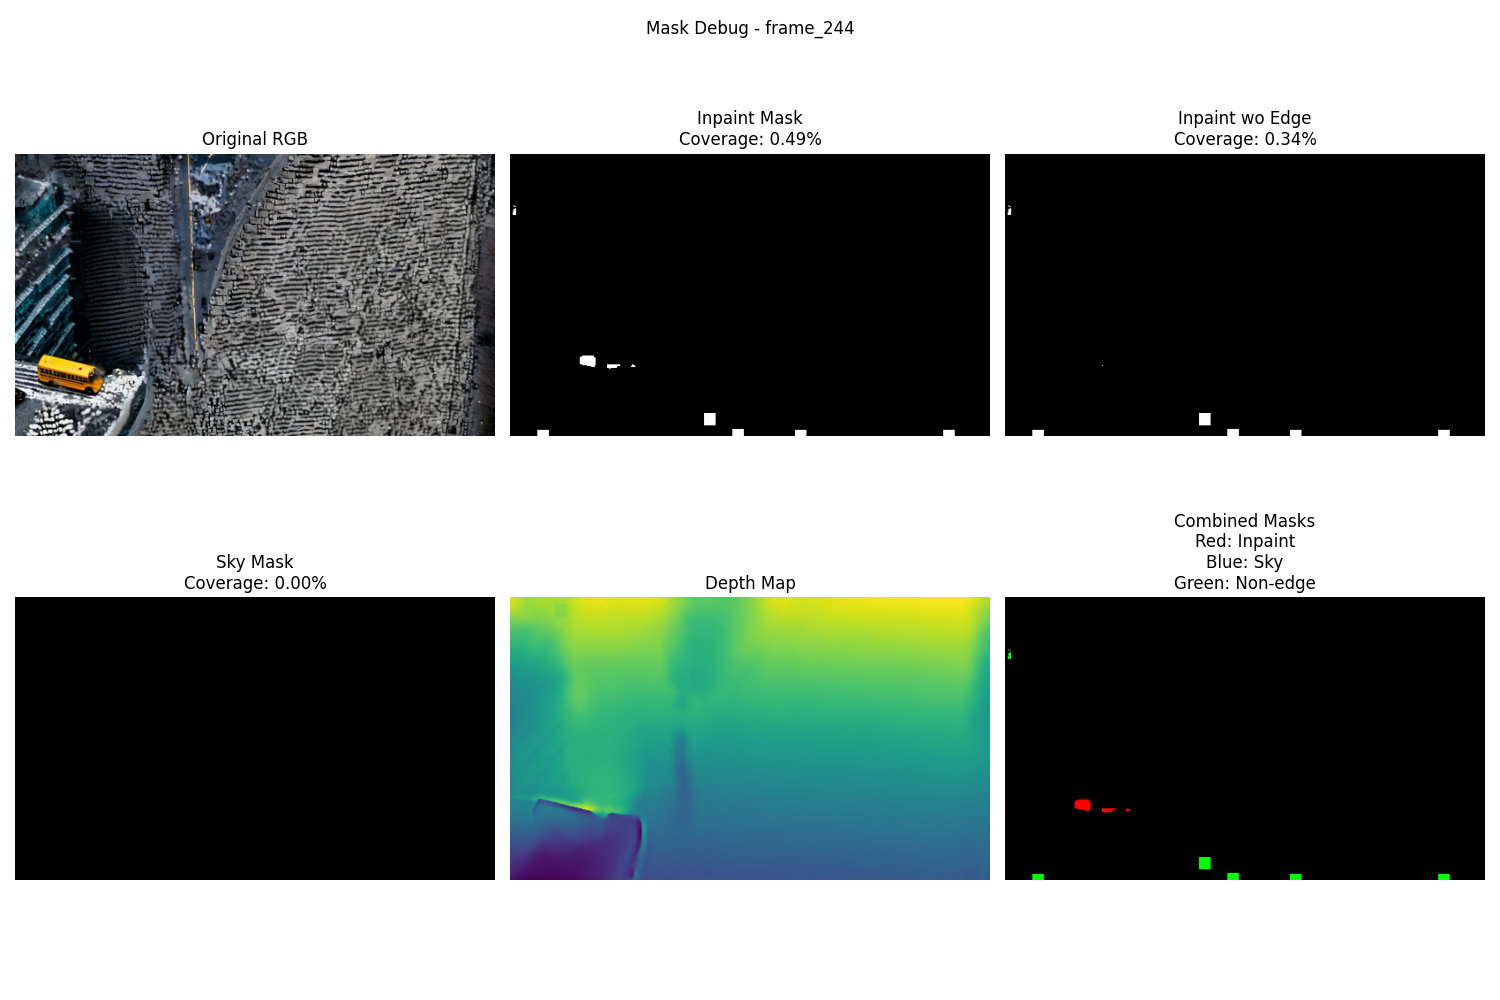 Mask Debug - frame_244
Original RGB
Inpaint Mask
Coverage: 0.49%
Inpaint wo Edge
Coverage: 0.34%
Sky Mask
Coverage: 0.00%
Depth Map
Combined Masks
Red: Inpaint
Blue: Sky
Green: Non-edge